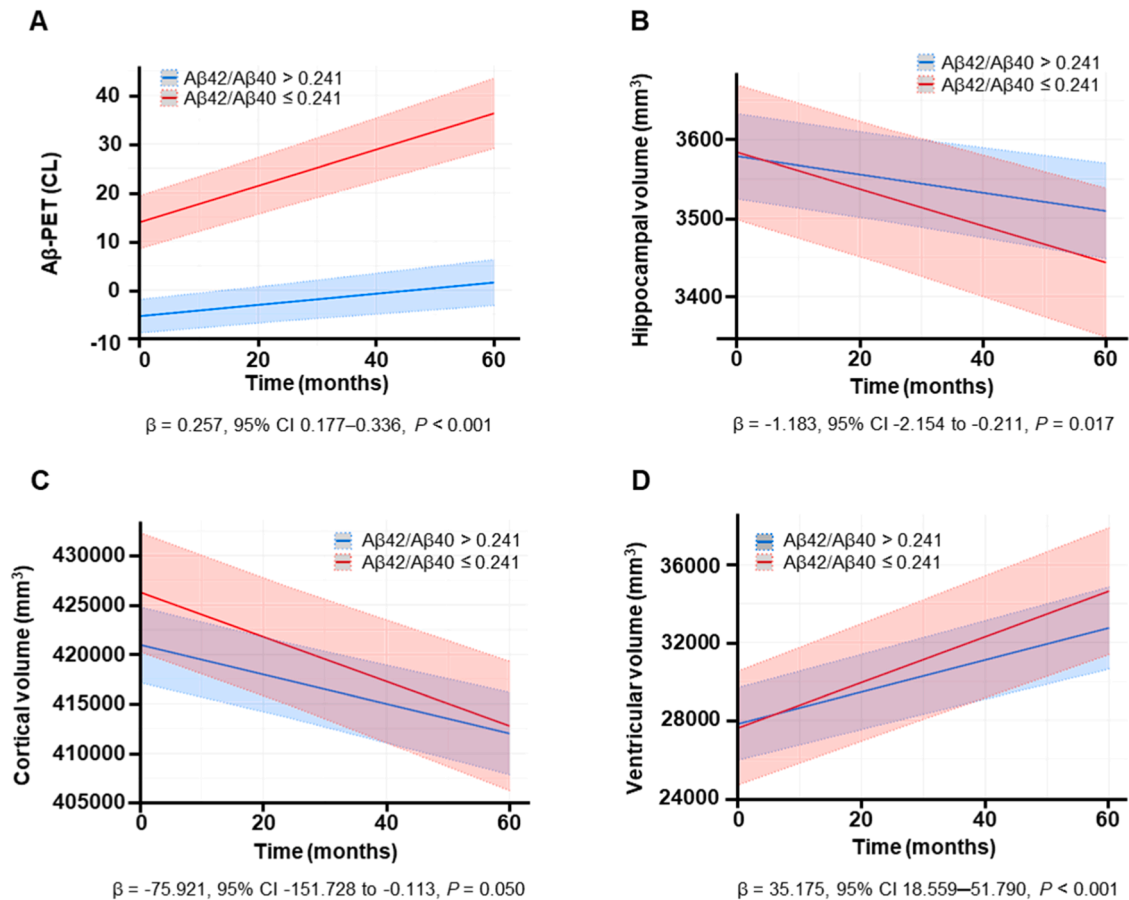 A
Aβ42/Aβ40 > 0.241
Aβ42/Aβ40 ≤ 0.241
Aβ-PET (CL)
40
30
20
10
0
-10
0 20 40 60
Time (months)
β = 0.257, 95% CI 0.177–0.336, P < 0.001
B
Aβ42/Aβ40 > 0.241
Aβ42/Aβ40 ≤ 0.241
Hippocampal volume (mm³)
3600
3500
3400
0 20 40 60
Time (months)
β = -1.183, 95% CI -2.154 to -0.211, P = 0.017
C
Aβ42/Aβ40 > 0.241
Aβ42/Aβ40 ≤ 0.241
Cortical volume (mm³)
430000
425000
420000
415000
410000
405000
0 20 40 60
Time (months)
β = -75.921, 95% CI -151.728 to -0.113, P = 0.050
D
Aβ42/Aβ40 > 0.241
Aβ42/Aβ40 ≤ 0.241
Ventricular volume (mm³)
36000
32000
28000
24000
0 20 40 60
Time (months)
β = 35.175, 95% CI 18.559–51.790, P < 0.001